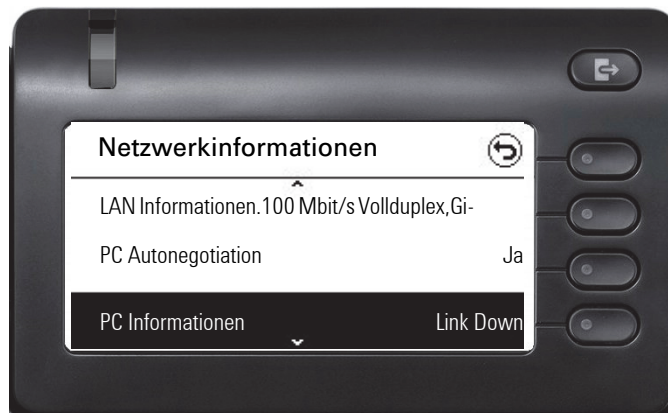 Netzwerkinformationen
LAN Informationen.100 Mbit/s Vollduplex,Gi-
PC Autonegotiation Ja
PC Informationen Link Down